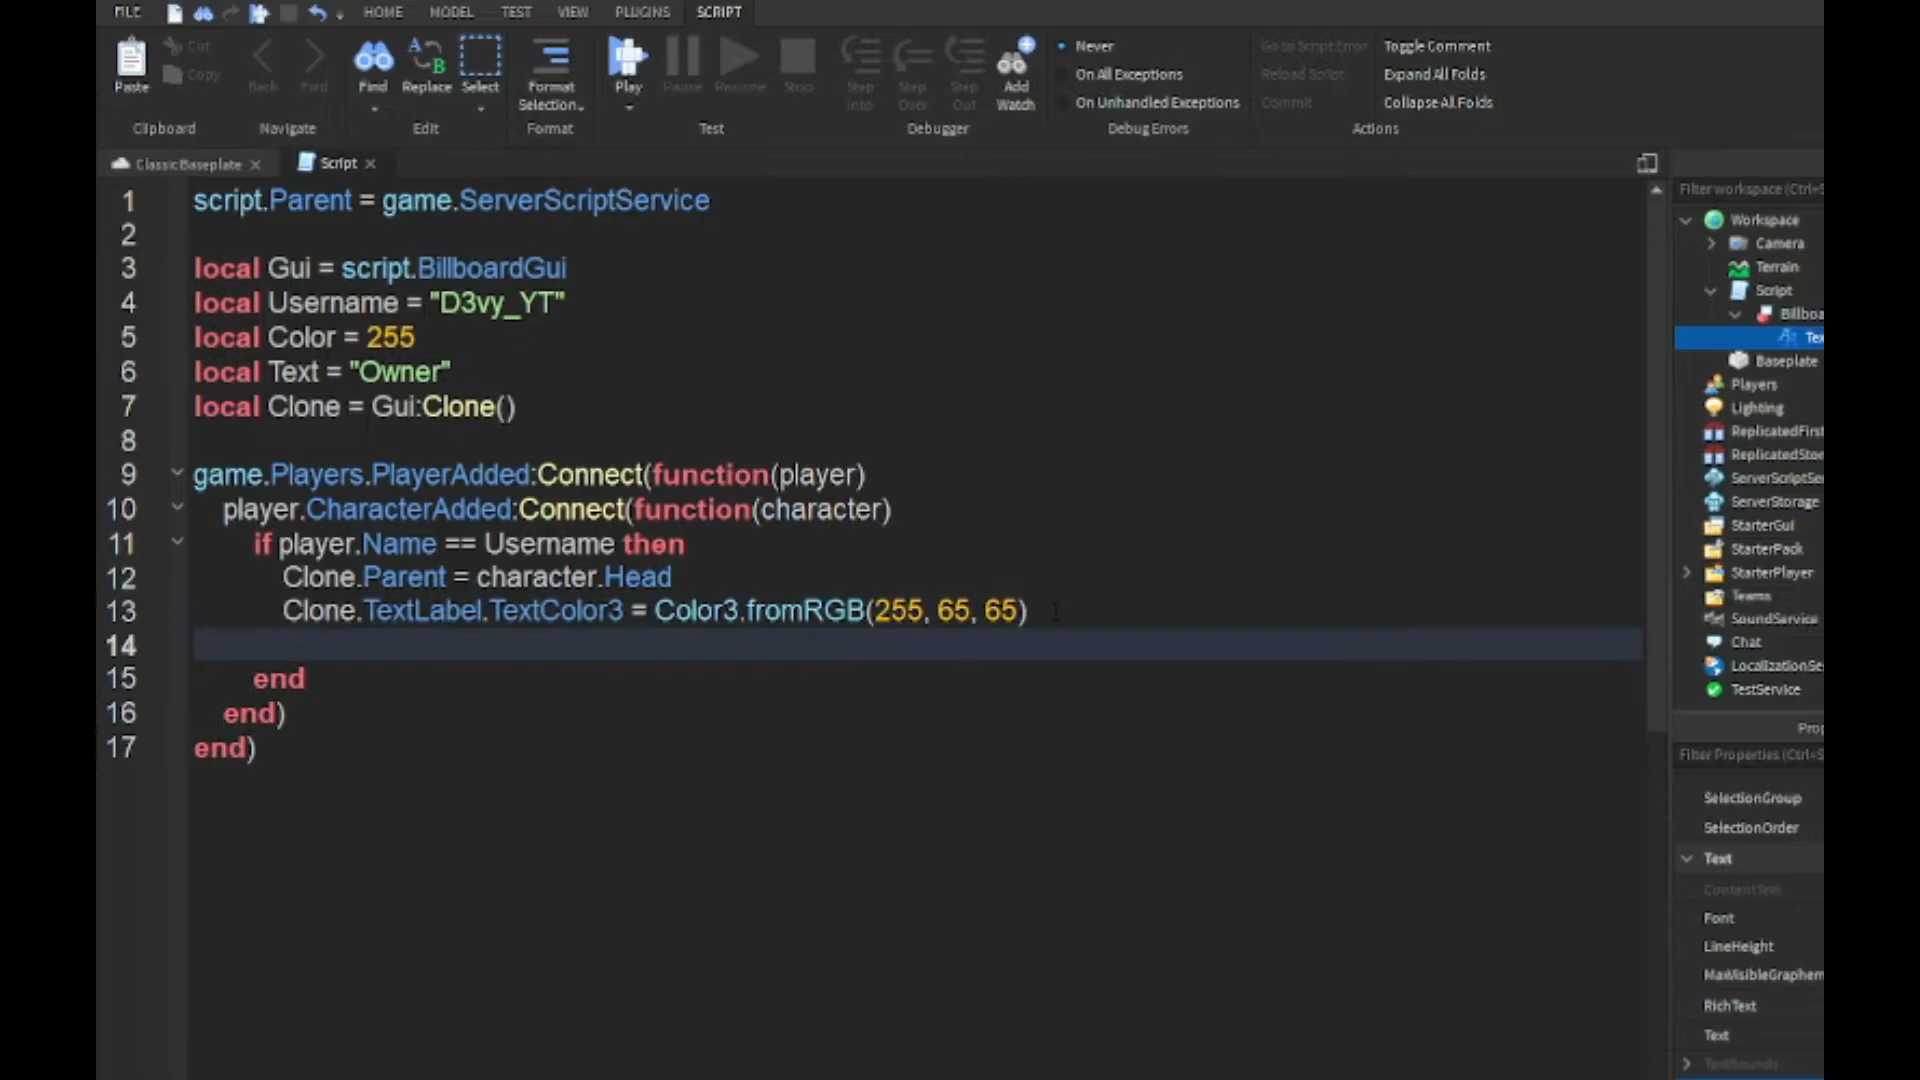 FILE HOME MODEL TEST VIEW PLUGINS SCRIPT
Paste
Cut
Copy
Clipboard
Back
Navigate
Find
Replace
Select
Edit
Format
Selection
Format
Play
Pause
Resume
Stop
Test
Step
Into
Step
Over
Step
Out
Add
Watch
Debugger
Never
On All Exceptions
On Unhandled Exceptions
Debug Errors
Go to Script Error
Reload Script
Commit
Toggle Comment
Expand All Folds
Collapse All Folds
Actions
ClassicBaseplate
Script
1 script.Parent = game.ServerScriptService
2
3 local Gui = script.BillboardGui
4 local Username = "D3vy_YT"
5 local Color = 255
6 local Text = "Owner"
7 local Clone = Gui:Clone()
8
9 game.Players.PlayerAdded:Connect(function(player)
10 player.CharacterAdded:Connect(function(character)
11 if player.Name == Username then
12 Clone.Parent = character.Head
13 Clone.TextLabel.TextColor3 = Color3.fromRGB(255, 65, 65)
14
15 end
16 end)
17 end)
Filter workspace (Ctrl+S
Workspace
Camera
Terrain
Script
Billboa
Tex
Baseplate
Players
Lighting
ReplicatedFirs
ReplicatedStor
ServerScriptSe
ServerStorage
StarterGui
StarterPack
StarterPlayer
Teams
SoundService
Chat
LocalizationSe
TestService
Prop
Filter Properties (Ctrl+S
SelectionGroup
SelectionOrder
Text
ContentText
Font
LineHeight
MaxVisibleGraphem
RichText
Text
TextBounds